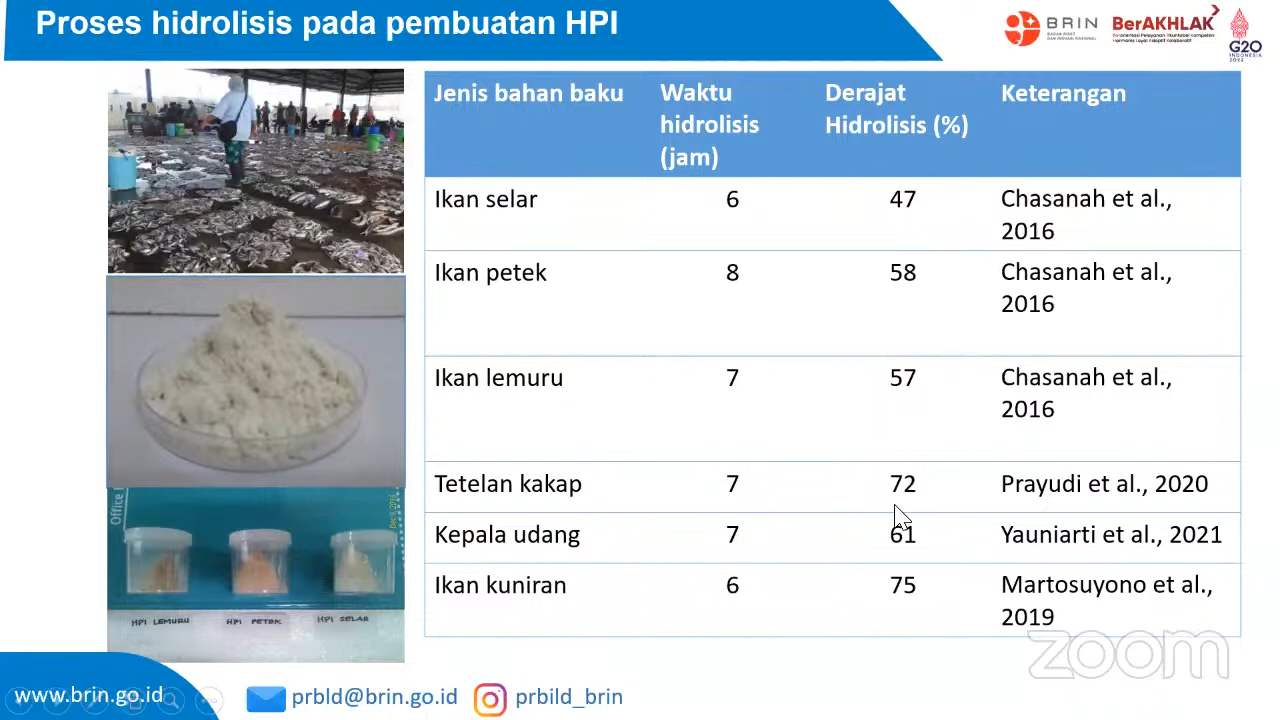 Proses hidrolisis pada pembuatan HPI
BRIN
BerAKHLAK
G20
INDONESIA
2022
Jenis bahan baku
Waktu hidrolisis (jam)
Derajat Hidrolisis (%)
Keterangan
Ikan selar 6 47 Chasanah et al., 2016
Ikan petek 8 58 Chasanah et al., 2016
Ikan lemuru 7 57 Chasanah et al., 2016
Tetelan kakap 7 72 Prayudi et al., 2020
Kepala udang 7 61 Yauniarti et al., 2021
Ikan kuniran 6 75 Martosuyono et al., 2019
Office
HPI LEMURU
HPI PETEK
HPI SELAR
zoom
www.brin.go.id
prbld@brin.go.id
prbild_brin